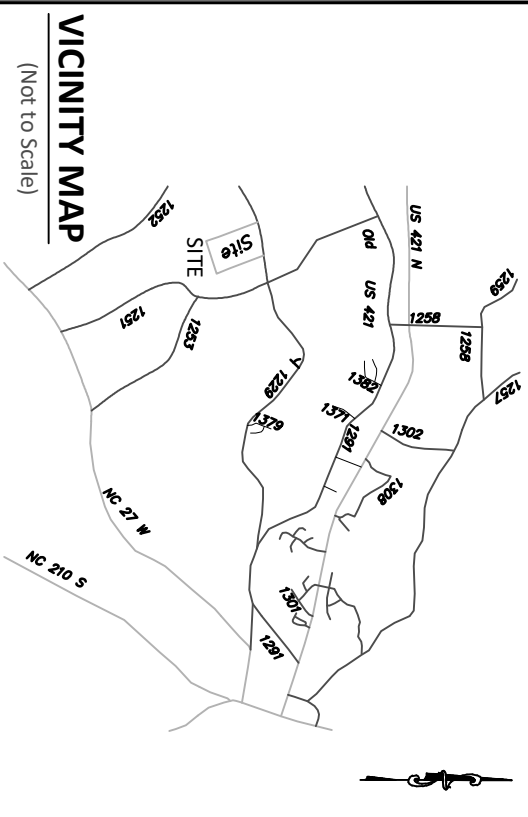 VICINITY MAP
(Not to Scale)
1252
Site
SITE
1251
1253
Old US 421
US 421 N
1259
1258
1258
1257
1382
1229
1379
1371
1291
1302
1308
NC 27 W
NC 210 S
1301
1291